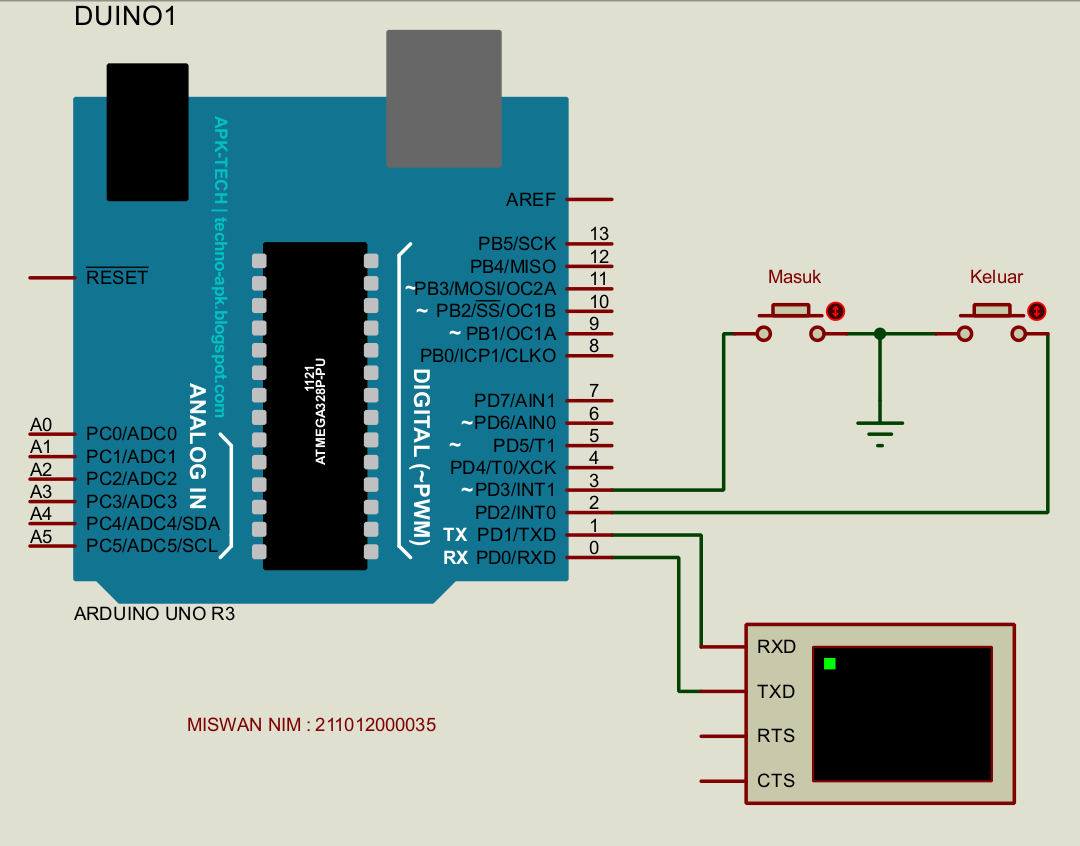 DUINO1
APK-TECH | techno-apk.blogspot.com
AREF
PB5/SCK 13
PB4/MISO 12
~PB3/MOSI/OC2A 11
~ PB2/SS/OC1B 10
~ PB1/OC1A 9
PB0/ICP1/CLKO 8
RESET
1121
ATMEGA328P-PU
DIGITAL (~PWM)
ANALOG IN
PD7/AIN1 7
~PD6/AIN0 6
~ PD5/T1 5
PD4/T0/XCK 4
~PD3/INT1 3
PD2/INT0 2
TX PD1/TXD 1
RX PD0/RXD 0
A0 PC0/ADC0
A1 PC1/ADC1
A2 PC2/ADC2
A3 PC3/ADC3
A4 PC4/ADC4/SDA
A5 PC5/ADC5/SCL
ARDUINO UNO R3
Masuk
Keluar
RXD
TXD
RTS
CTS
MISWAN NIM : 211012000035